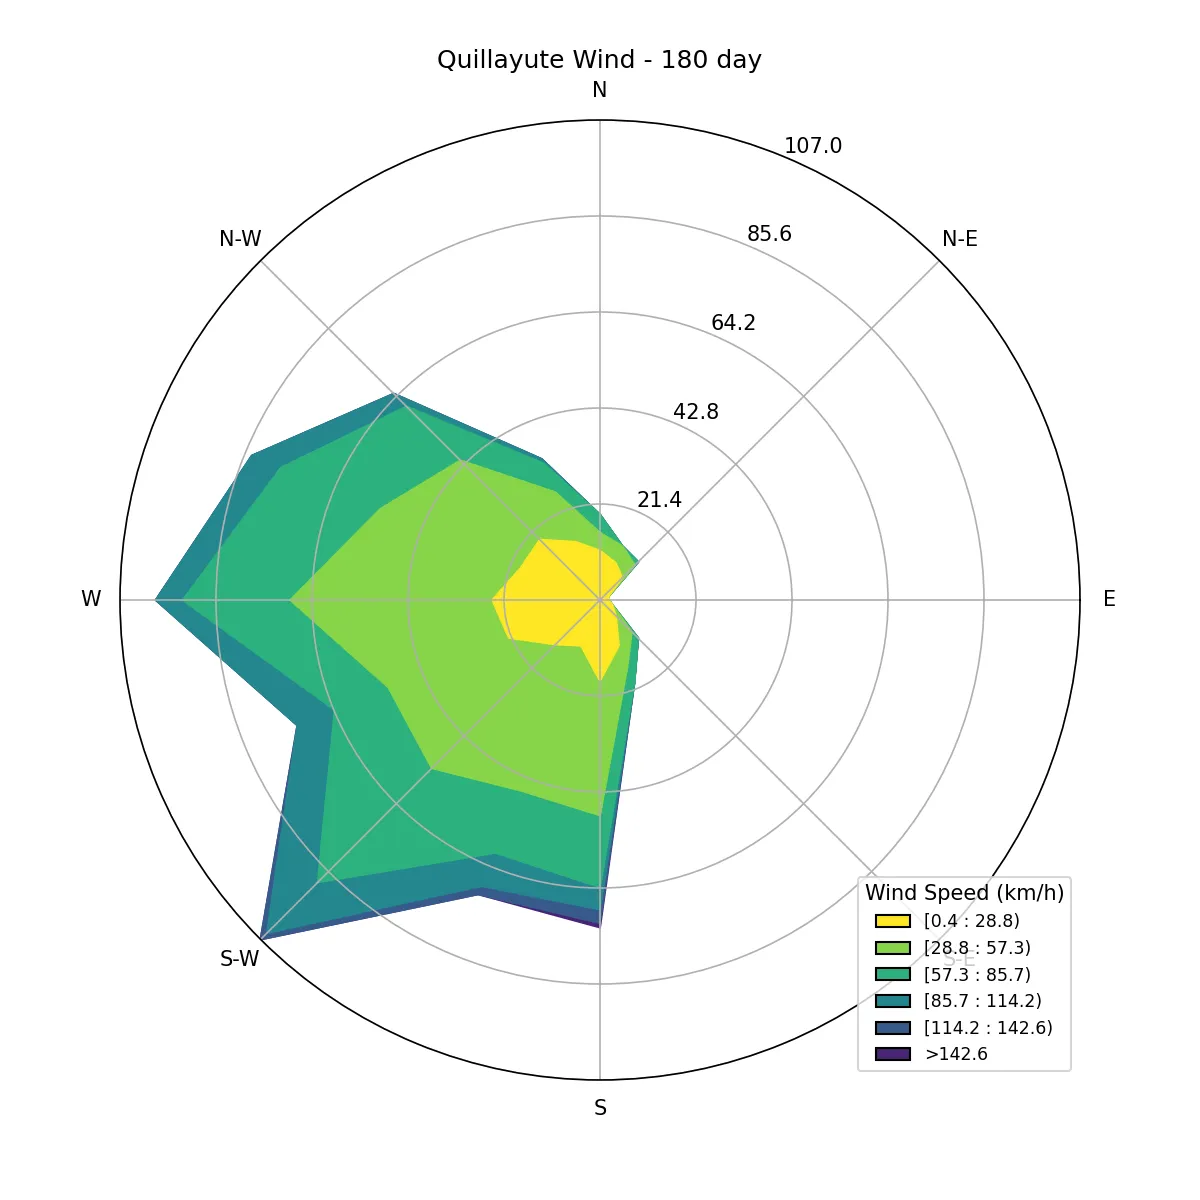 Quillayute Wind - 180 day
N
107.0
N-W
N-E
85.6
64.2
42.8
21.4
W
E
S-W
S-E
S
Wind Speed (km/h)
[0.4 : 28.8)
[28.8 : 57.3)
[57.3 : 85.7)
[85.7 : 114.2)
[114.2 : 142.6)
>142.6